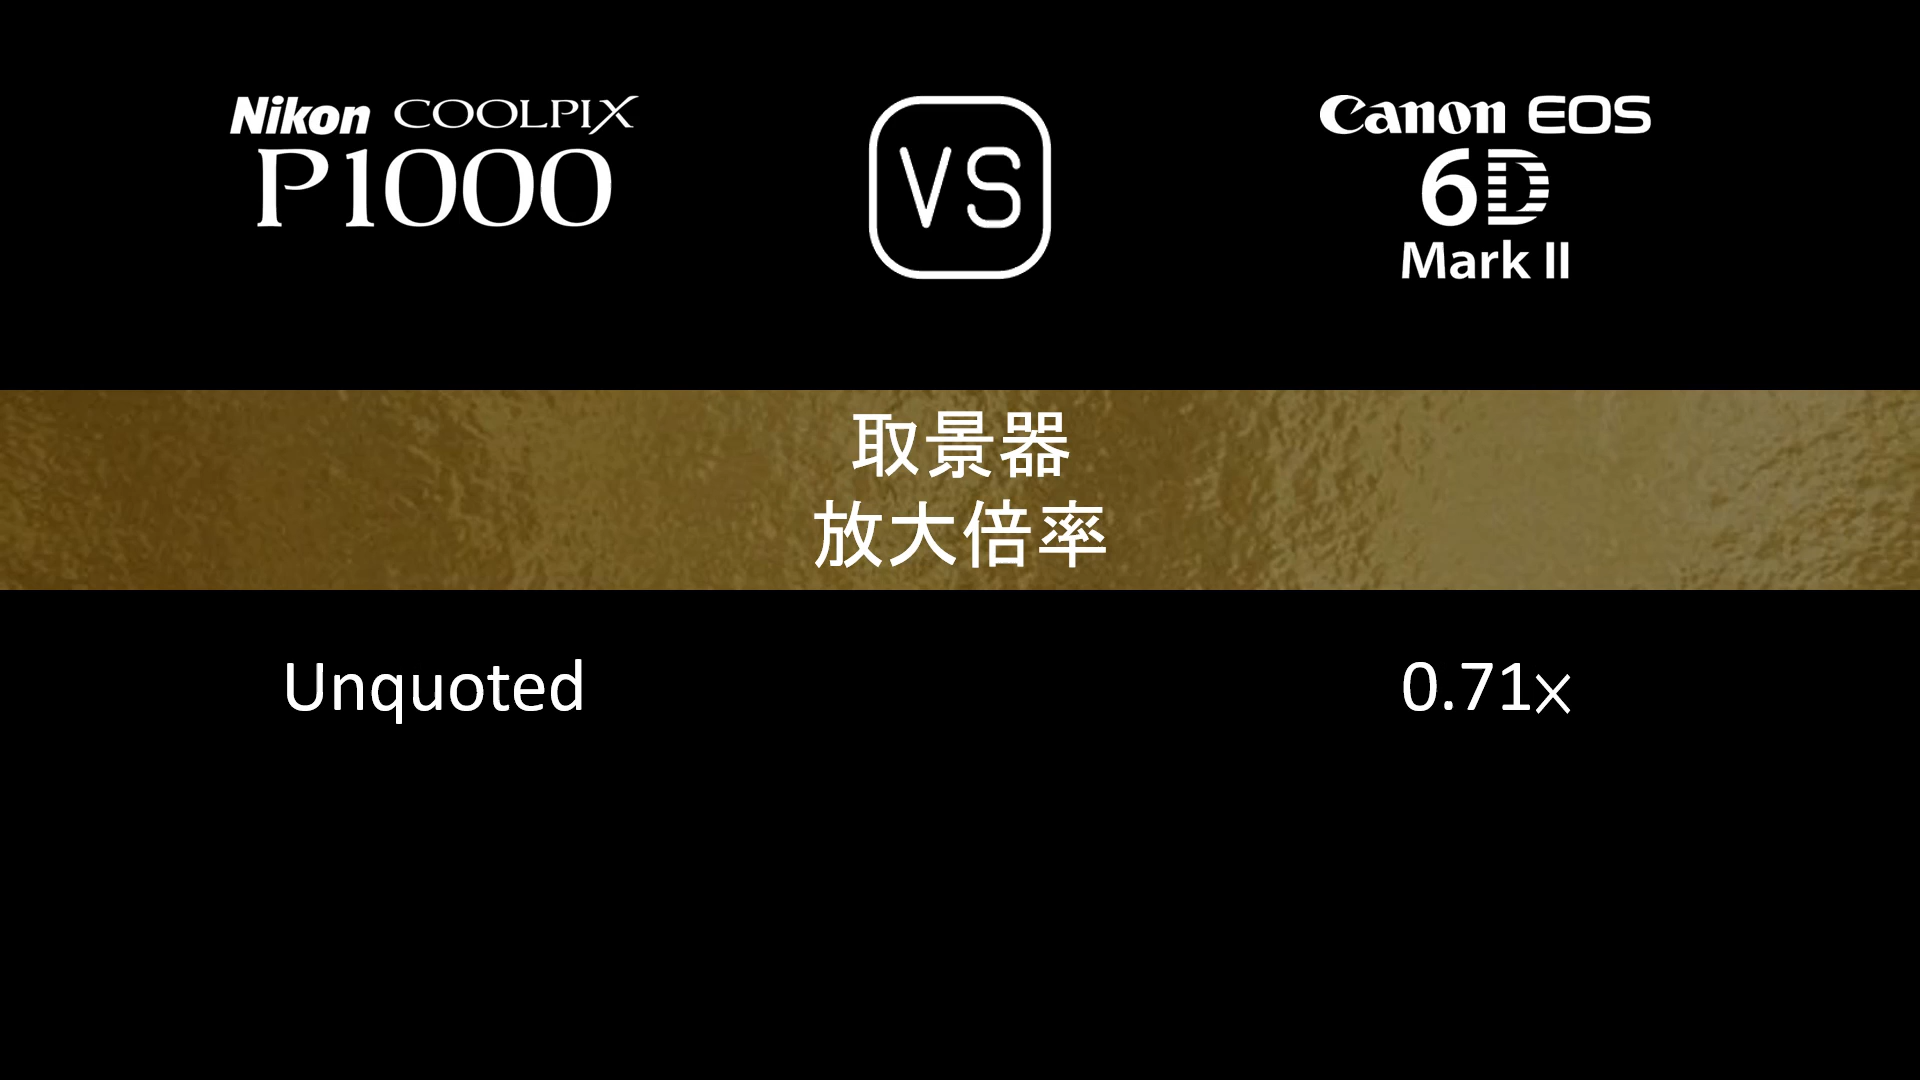 Nikon COOLPIX
P1000
VS
Canon EOS
6D
Mark II
取景器
放大倍率
Unquoted
0.71x